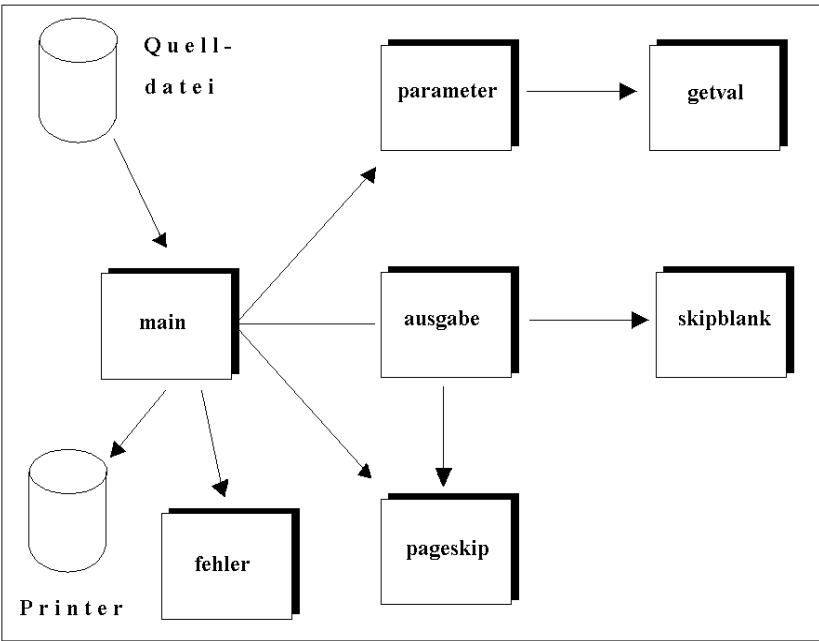 Quell-
datei
parameter
getval
main
ausgabe
skipblank
fehler
pageskip
Printer